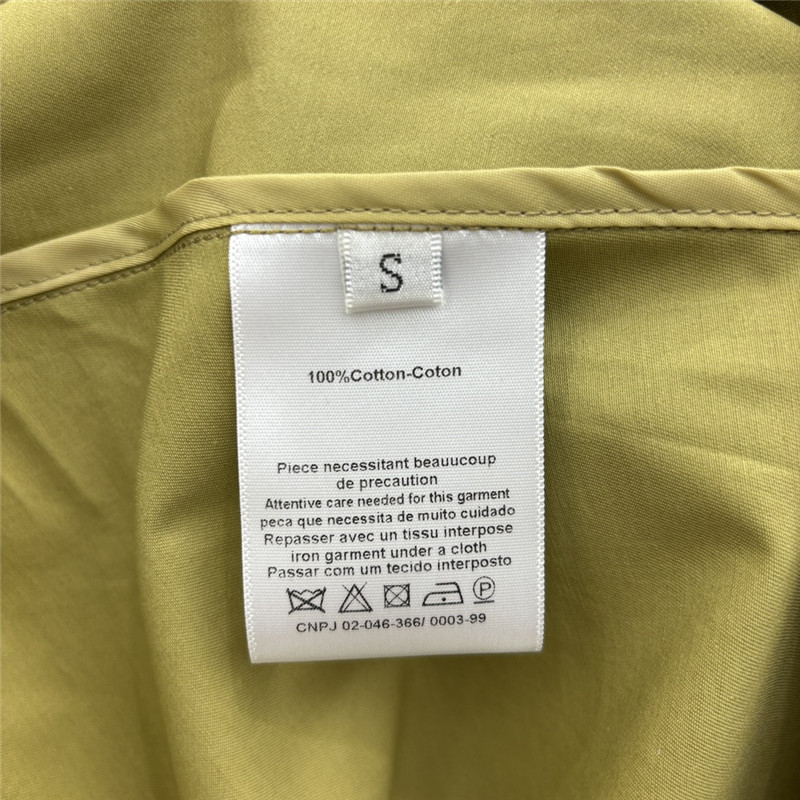 S
100%Cotton-Coton
Piece necessitant beauucoup
de precaution
Attentive care needed for this garment
peca que necessita de muito cuidado
Repasser avec un tissu interpose
iron garment under a cloth
Passar com um tecido interposto
P
CNPJ 02-046-366/ 0003-99